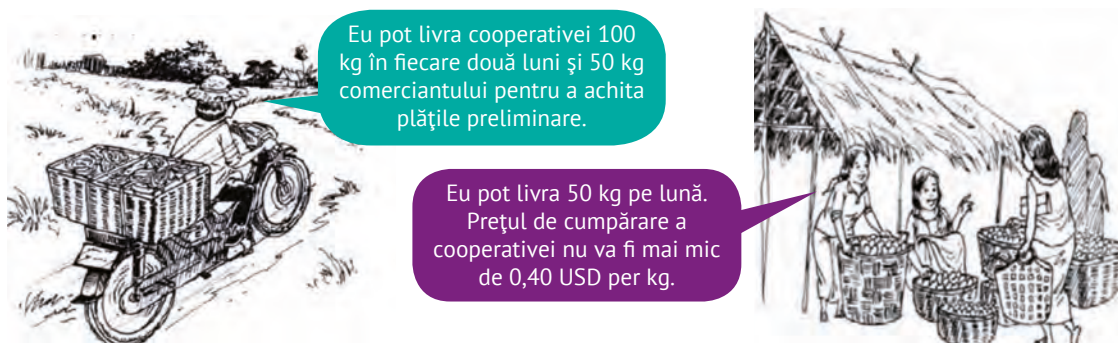 Eu pot livra cooperativei 100
kg în fiecare două luni şi 50 kg
comerciantului pentru a achita
plăţile preliminare.
Eu pot livra 50 kg pe lună.
Preţul de cumpărare a
cooperativei nu va fi mai mic
de 0,40 USD per kg.